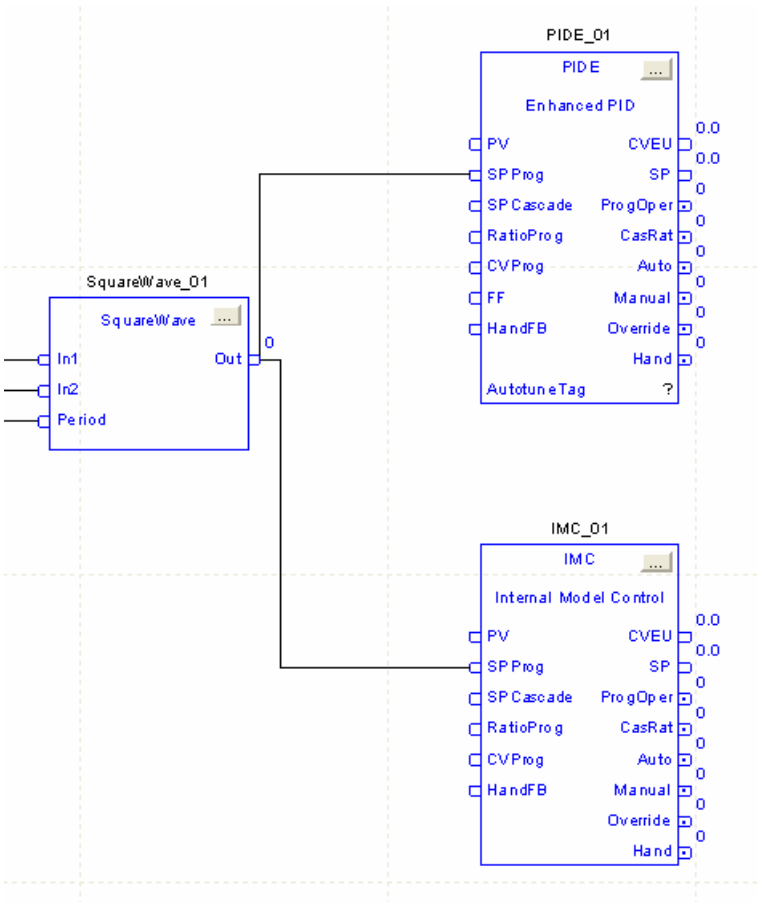 PIDE_01
PIDE ...
Enhanced PID
PV CVEU 0.0
SPProg SP 0.0
SPCascade ProgOper 0
RatioProg CasRat 0
CVProg Auto 0
FF Manual 0
HandFB Override 0
Hand 0
AutotuneTag ?
SquareWave_01
SquareWave ...
In1 Out 0
In2
Period
IMC_01
IMC ...
Internal Model Control
PV CVEU 0.0
SPProg SP 0.0
SPCascade ProgOper 0
RatioProg CasRat 0
CVProg Auto 0
HandFB Manual 0
Override 0
Hand 0